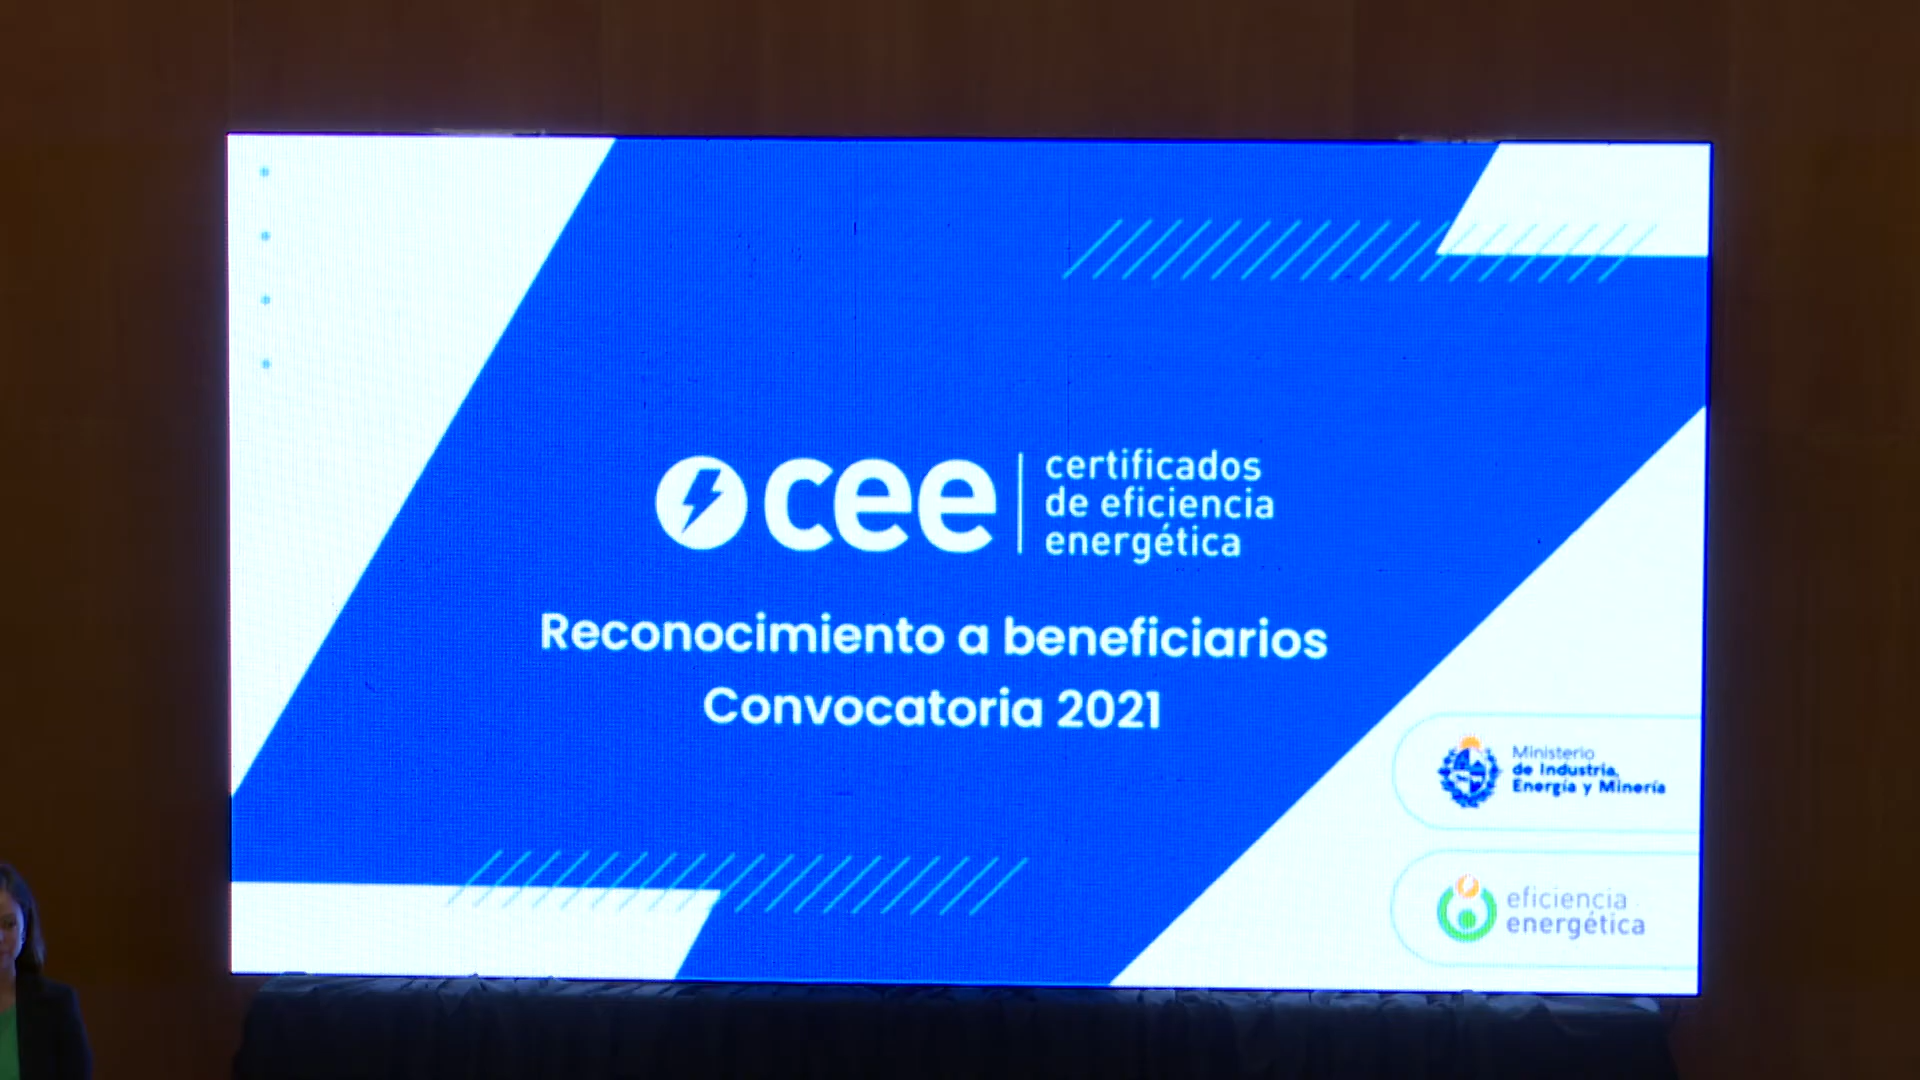 cee
certificados
de eficiencia
energética
Reconocimiento a beneficiarios
Convocatoria 2021
Ministerio
de Industria,
Energía y Minería
eficiencia
energética